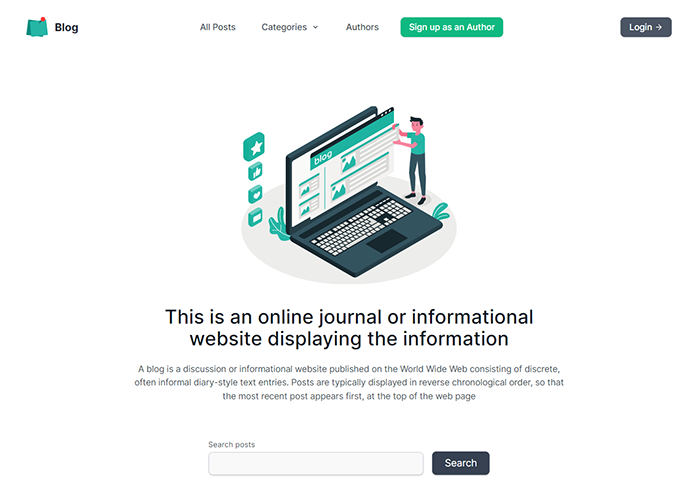 Blog
All Posts
Categories
Authors
Sign up as an Author
Login →
blog
This is an online journal or informational
website displaying the information
A blog is a discussion or informational website published on the World Wide Web consisting of discrete,
often informal diary-style text entries. Posts are typically displayed in reverse chronological order, so that
the most recent post appears first, at the top of the web page
Search posts
Search